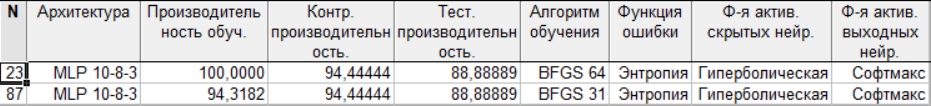 N Архитектура Производитель ность обуч. Контр. производительн ость. Тест. производительн ость. Алгоритм обучения Функция ошибки Ф-я актив. скрытых нейр. Ф-я актив. выходных нейр.
23 MLP 10-8-3 100,0000 94,44444 88,88889 BFGS 64 Энтропия Гиперболическая Софтмакс
87 MLP 10-8-3 94,3182 94,44444 88,88889 BFGS 31 Энтропия Гиперболическая Софтмакс